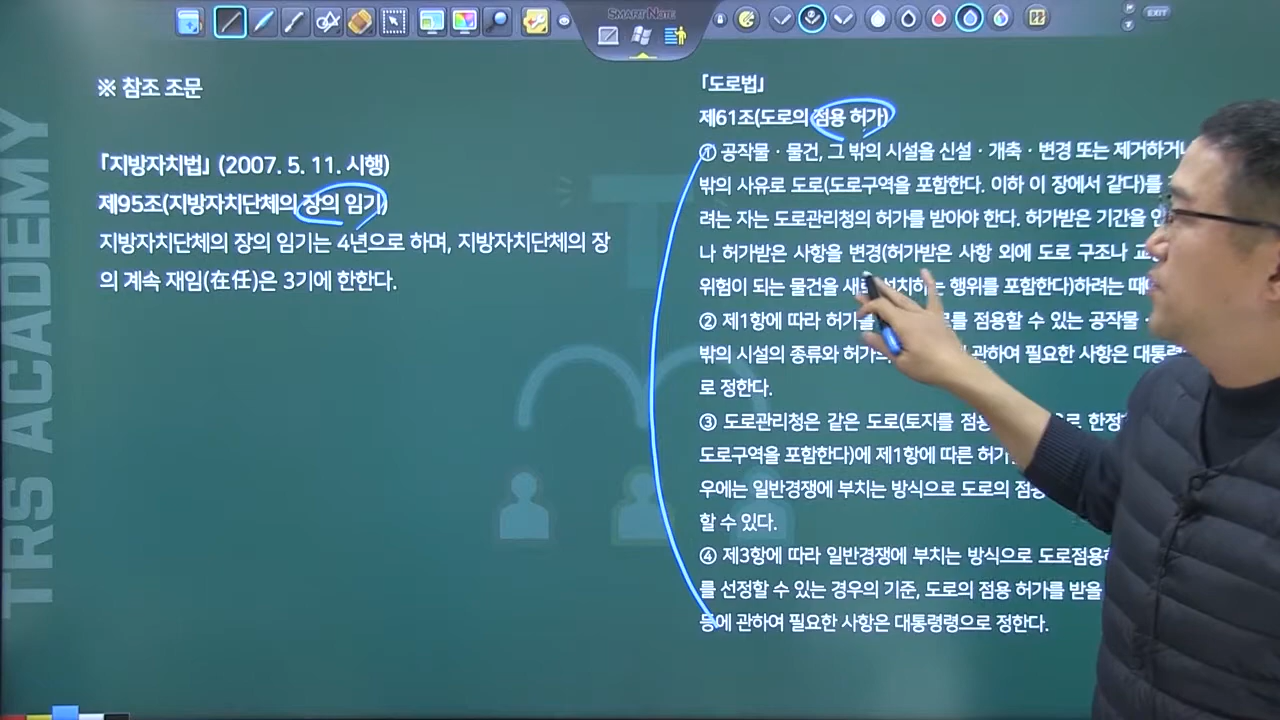 SMART NOTE
EXIT
TRS ACADEMY
※ 참조 조문
「지방자치법」 (2007. 5. 11. 시행)
제95조(지방자치단체의 장의 임기)
지방자치단체의 장의 임기는 4년으로 하며, 지방자치단체의 장
의 계속 재임(在任)은 3기에 한한다.
「도로법」
제61조(도로의 점용 허가)
① 공작물ㆍ물건, 그 밖의 시설을 신설ㆍ개축ㆍ변경 또는 제거하거나
밖의 사유로 도로(도로구역을 포함한다. 이하 이 장에서 같다)를
려는 자는 도로관리청의 허가를 받아야 한다. 허가받은 기간을
나 허가받은 사항을 변경(허가받은 사항 외에 도로 구조나
위험이 되는 물건을 새로 설치하는 행위를 포함한다)하려는 때
② 제1항에 따라 허가를 를 점용할 수 있는 공작물ㆍ
밖의 시설의 종류와 허가 관하여 필요한 사항은 대통령
로 정한다.
③ 도로관리청은 같은 도로(토지를 점용 로 한정
도로구역을 포함한다)에 제1항에 따른 허가
우에는 일반경쟁에 부치는 방식으로 도로의 점용
할 수 있다.
④ 제3항에 따라 일반경쟁에 부치는 방식으로 도로점용
를 선정할 수 있는 경우의 기준, 도로의 점용 허가를 받을
등에 관하여 필요한 사항은 대통령령으로 정한다.